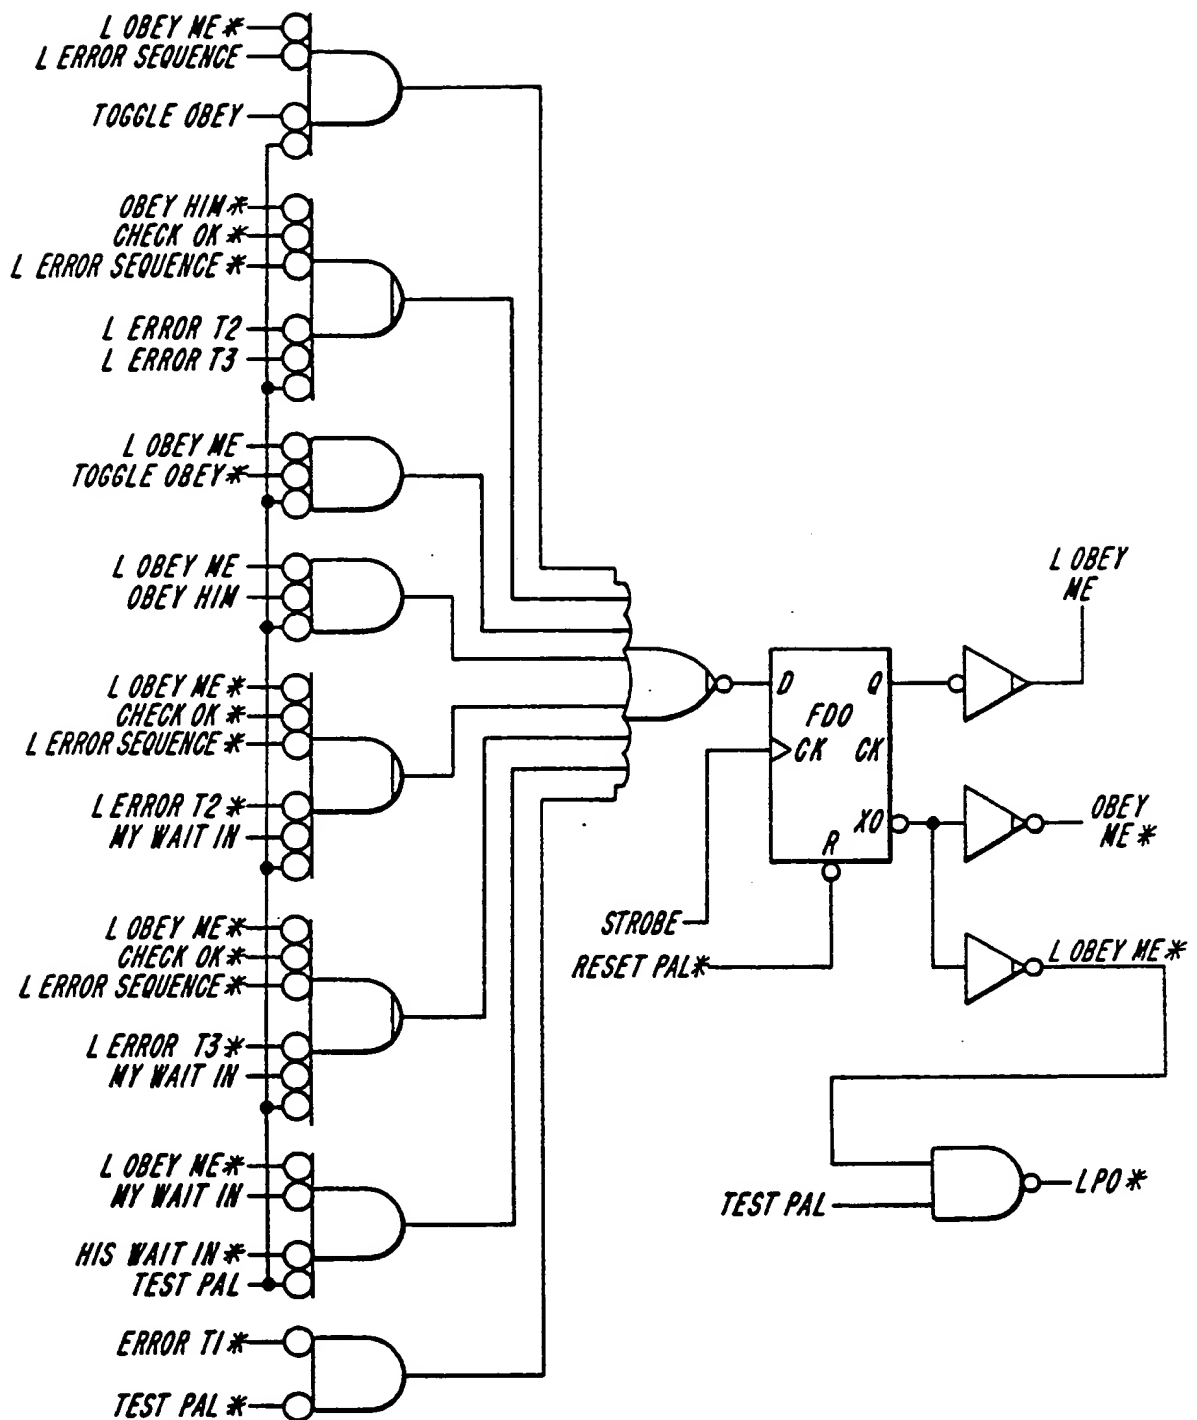 L OBEY ME*
L ERROR SEQUENCE
TOGGLE OBEY
OBEY HIM*
CHECK OK*
L ERROR SEQUENCE*
L ERROR T2
L ERROR T3
L OBEY ME
TOGGLE OBEY*
L OBEY ME
OBEY HIM
L OBEY ME*
CHECK OK*
L ERROR SEQUENCE*
L ERROR T2*
MY WAIT IN
L OBEY ME*
CHECK OK*
L ERROR SEQUENCE*
L ERROR T3*
MY WAIT IN
L OBEY ME*
MY WAIT IN
HIS WAIT IN*
TEST PAL
ERROR T1*
TEST PAL*
D
Q
FDO
CK
CK
XO
R
STROBE
RESET PAL*
L OBEY
ME
OBEY
ME*
L OBEY ME*
TEST PAL
LPO*